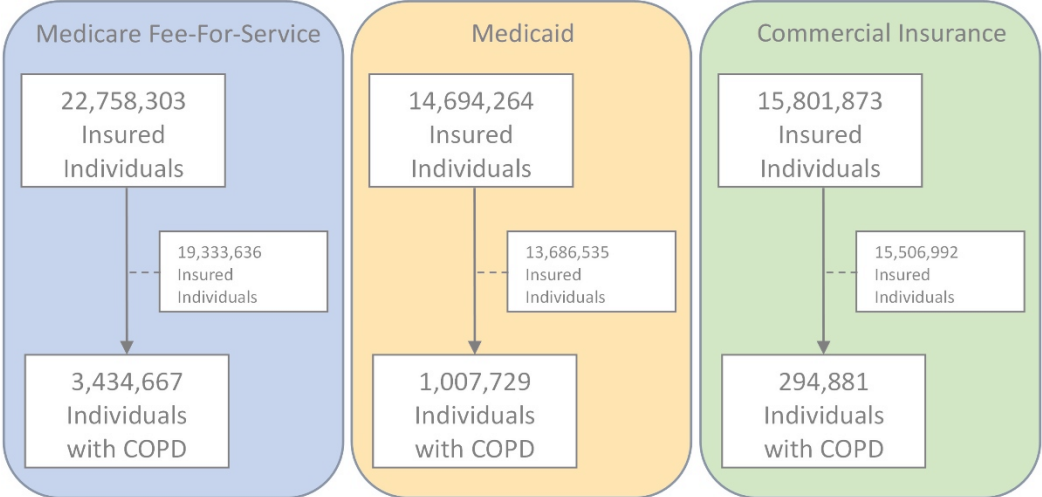 Medicare Fee-For-Service
22,758,303
Insured
Individuals
19,333,636
Insured
Individuals
3,434,667
Individuals
with COPD
Medicaid
14,694,264
Insured
Individuals
13,686,535
Insured
Individuals
1,007,729
Individuals
with COPD
Commercial Insurance
15,801,873
Insured
Individuals
15,506,992
Insured
Individuals
294,881
Individuals
with COPD